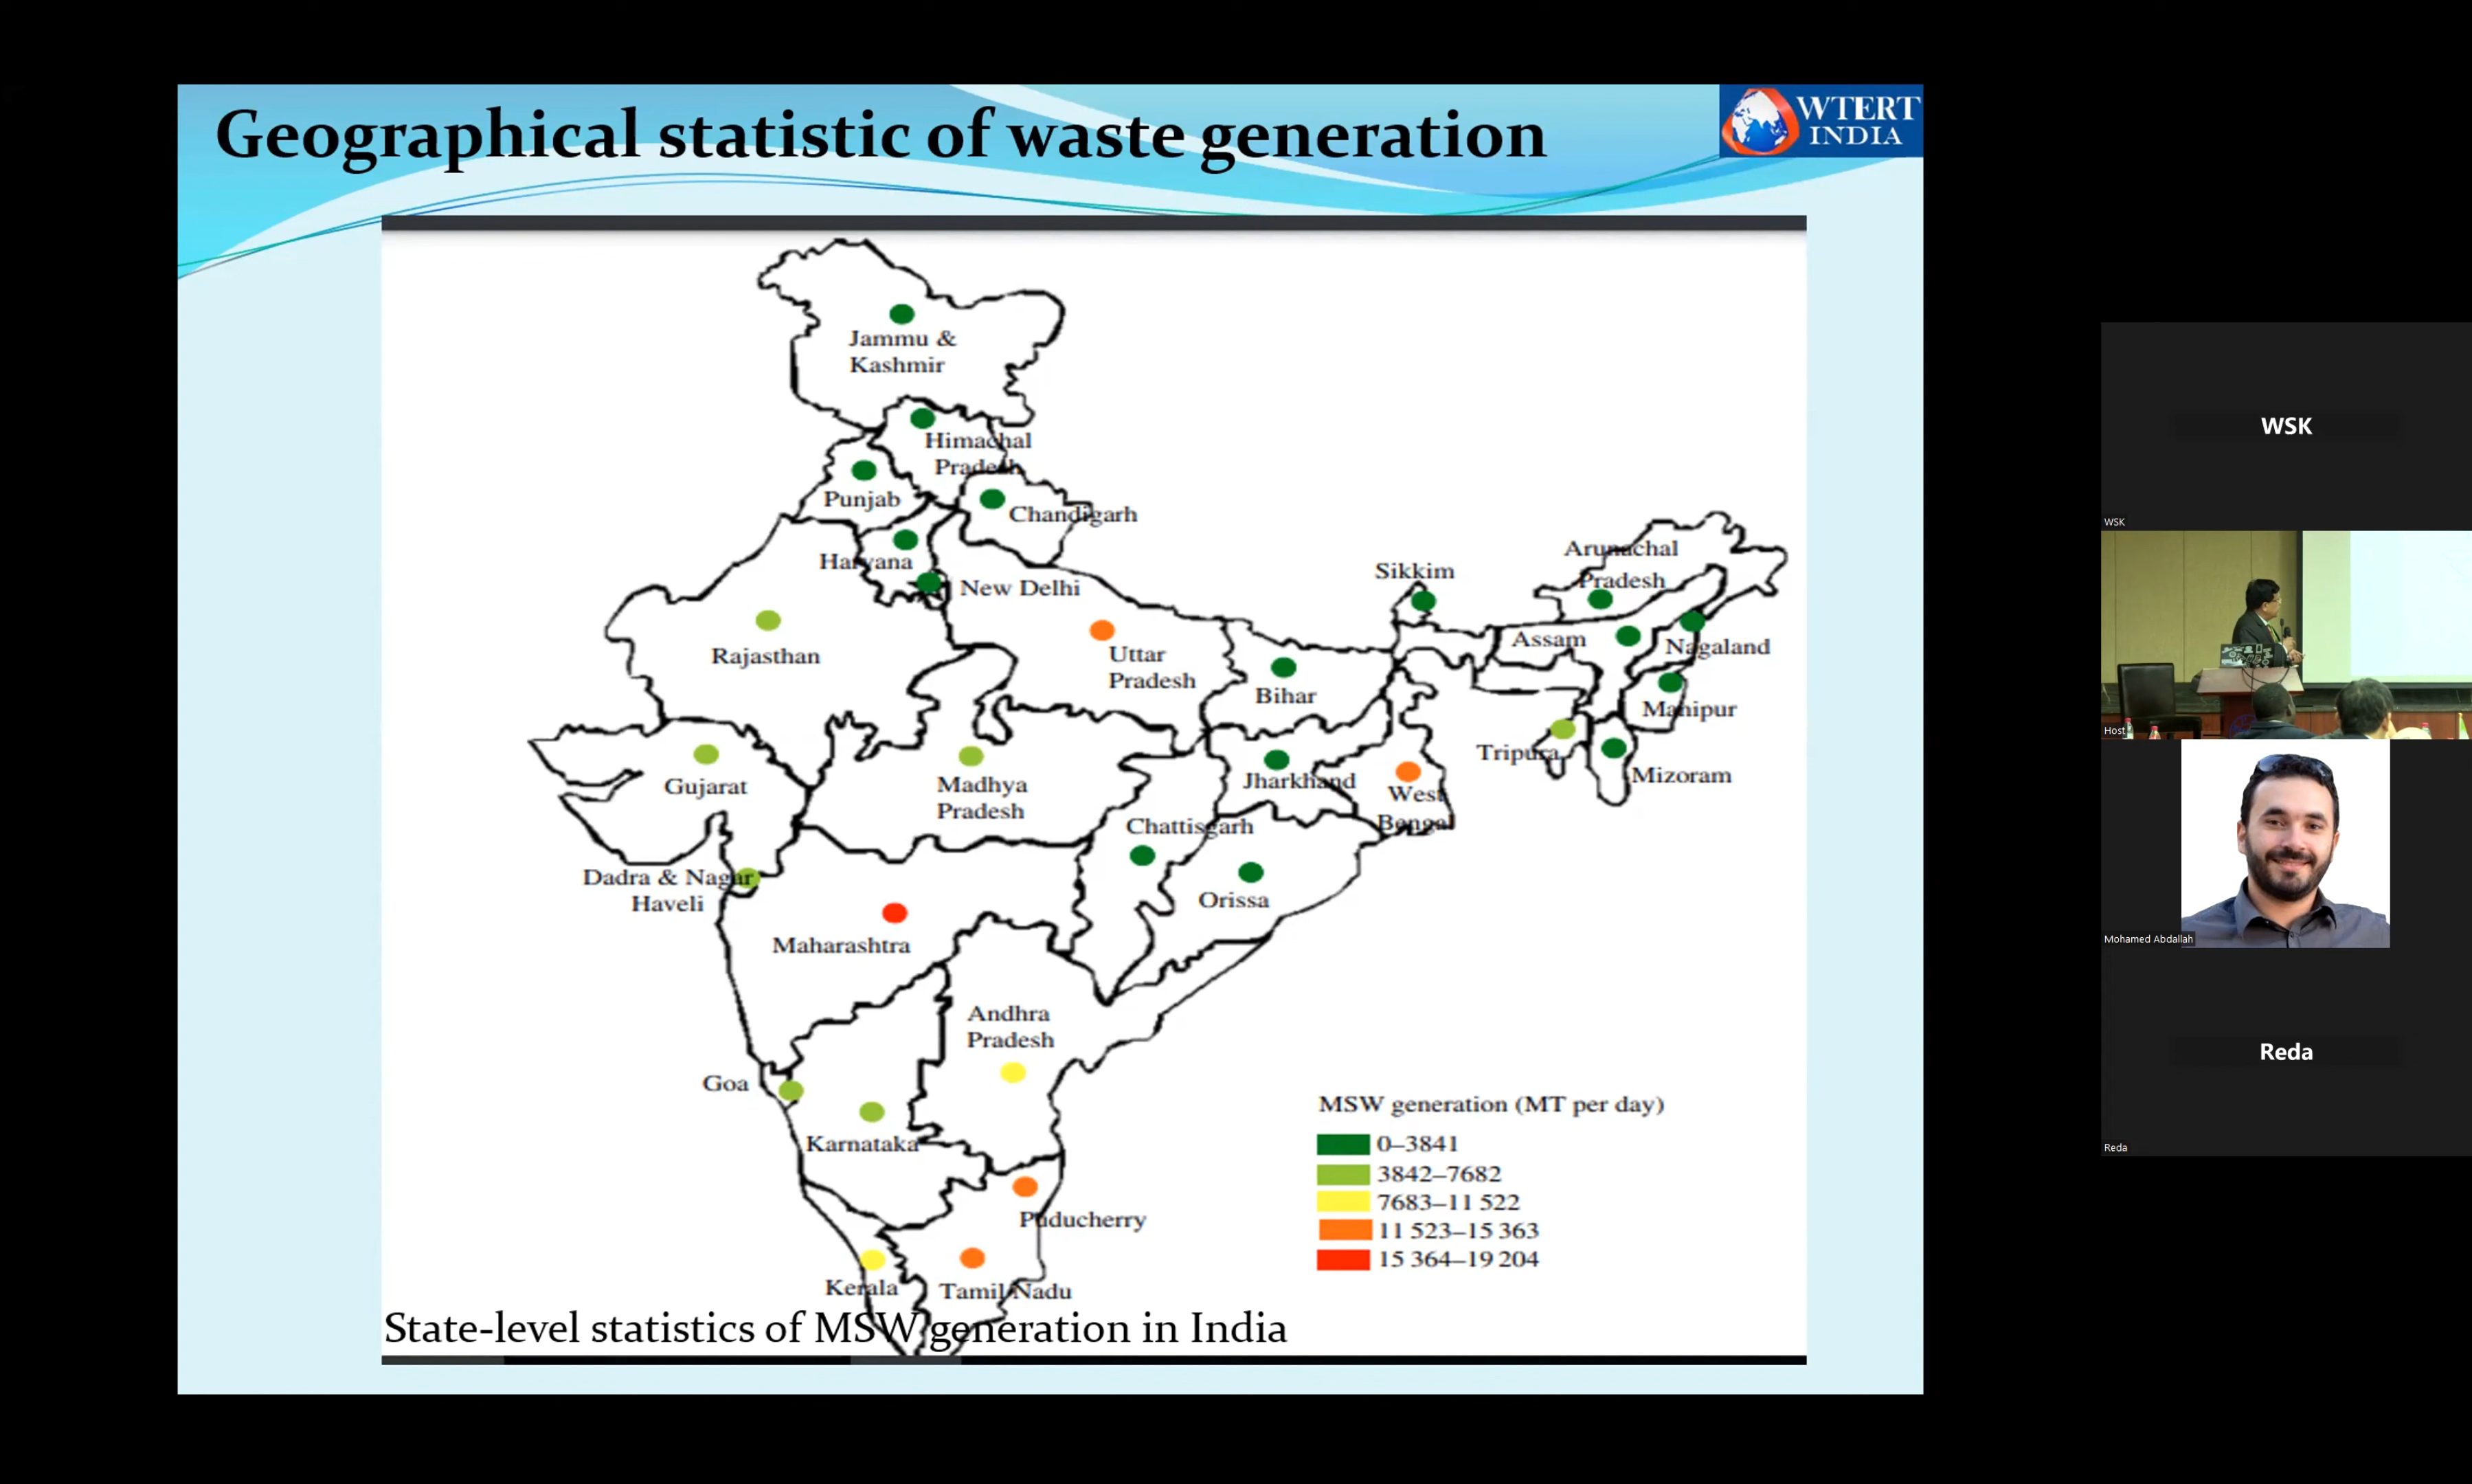 Geographical statistic of waste generation
WTERT
INDIA
Jammu &
Kashmir
Himachal
Pradesh
Punjab
Chandigarh
Haryana
New Delhi
Rajasthan
Uttar
Pradesh
Bihar
Sikkim
Arunachal
Pradesh
Assam
Nagaland
Manipur
Tripura
Mizoram
Gujarat
Madhya
Pradesh
Jharkhand
West
Bengal
Chattisgarh
Orissa
Dadra & Nagar
Haveli
Maharashtra
Andhra
Pradesh
Goa
Karnataka
Puducherry
Kerala
Tamil Nadu
MSW generation (MT per day)
0–3841
3842–7682
7683–11 522
11 523–15 363
15 364–19 204
State-level statistics of MSW generation in India
WSK
WSK
Host
Mohamed Abdallah
Reda
Reda